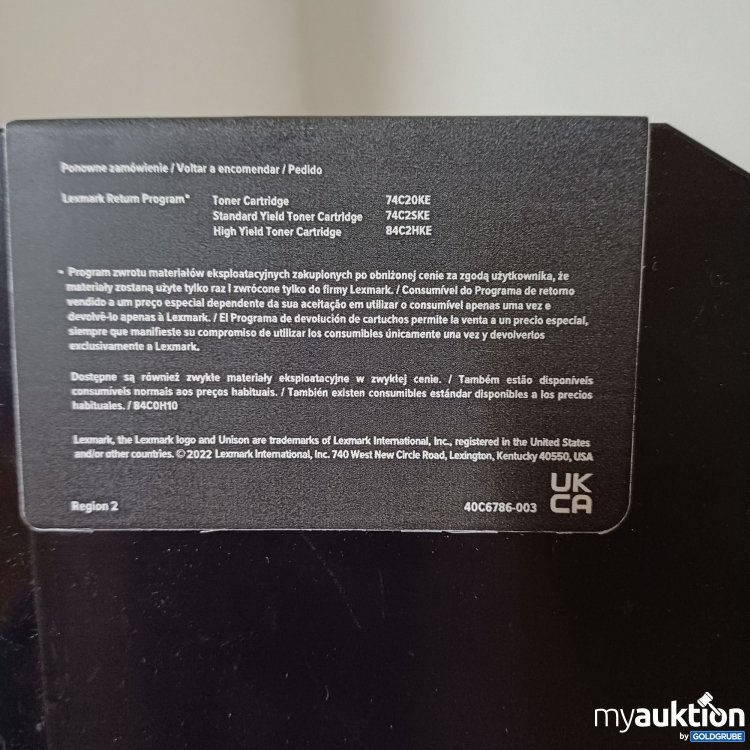 Ponowne zamówienie / Voltar a encomendar / Pedido
Lexmark Return Program* Toner Cartridge 74C20KE
Standard Yield Toner Cartridge 74C2SKE
High Yield Toner Cartridge 84C2HKE
* Program zwrotu materiałów eksploatacyjnych zakupionych po obniżonej cenie za zgodą użytkownika, że
materiały zostaną użyte tylko raz i zwrócone tylko do firmy Lexmark. / Consumível do Programa de retorno
vendido a um preço especial dependente da sua aceitação em utilizar o consumível apenas uma vez e
devolvê-lo apenas à Lexmark. / El Programa de devolución de cartuchos permite la venta a un precio especial,
siempre que manifieste su compromiso de utilizar los consumibles únicamente una vez y devolverlos
exclusivamente a Lexmark.
Dostępne są również zwykłe materiały eksploatacyjne w zwykłej cenie. / Também estão disponíveis
consumíveis normais aos preços habituais. / También existen consumibles estándar disponibles a los precios
habituales. / 84C0H10
Lexmark, the Lexmark logo and Unison are trademarks of Lexmark International, Inc., registered in the United States
and/or other countries. © 2022 Lexmark International, Inc. 740 West New Circle Road, Lexington, Kentucky 40550, USA
UK
CA
Region 2 40C6786-003
myauktion
by GOLDGRUBE